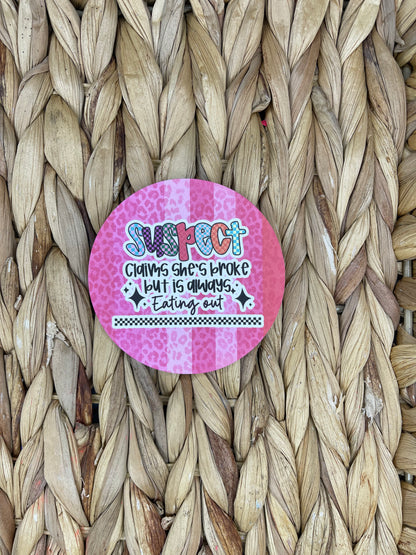 suspect
Claims she's broke
but is always,
Eating out